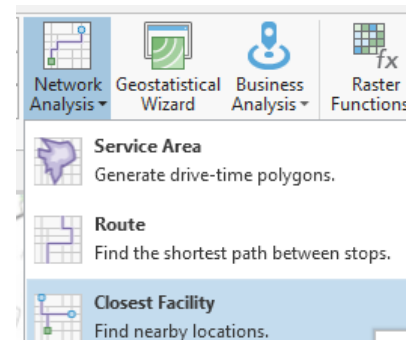 Network Geostatistical Business Raster
Analysis Wizard Analysis Functions
Service Area
Generate drive-time polygons.
Route
Find the shortest path between stops.
Closest Facility
Find nearby locations.